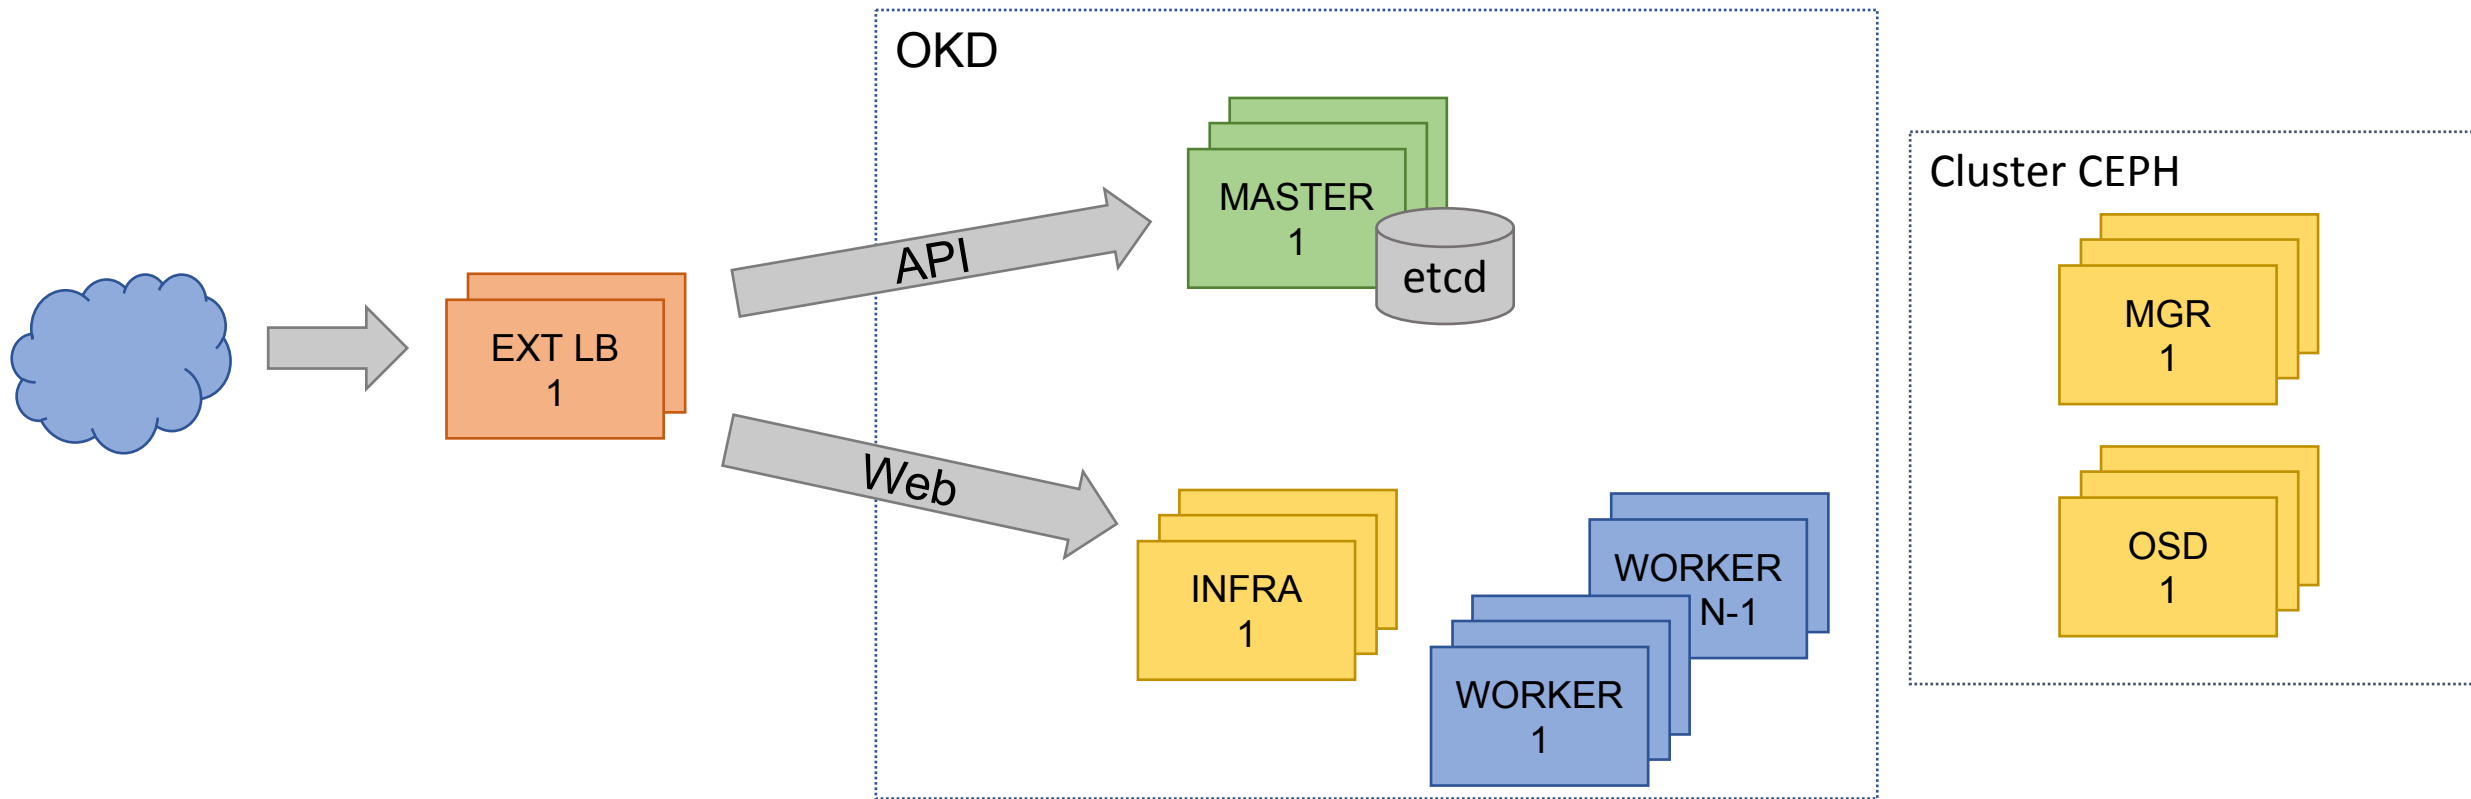 OKD
MASTER
1
etcd
API
EXT LB
1
Web
INFRA
1
WORKER
N-1
WORKER
1
Cluster CEPH
MGR
1
OSD
1